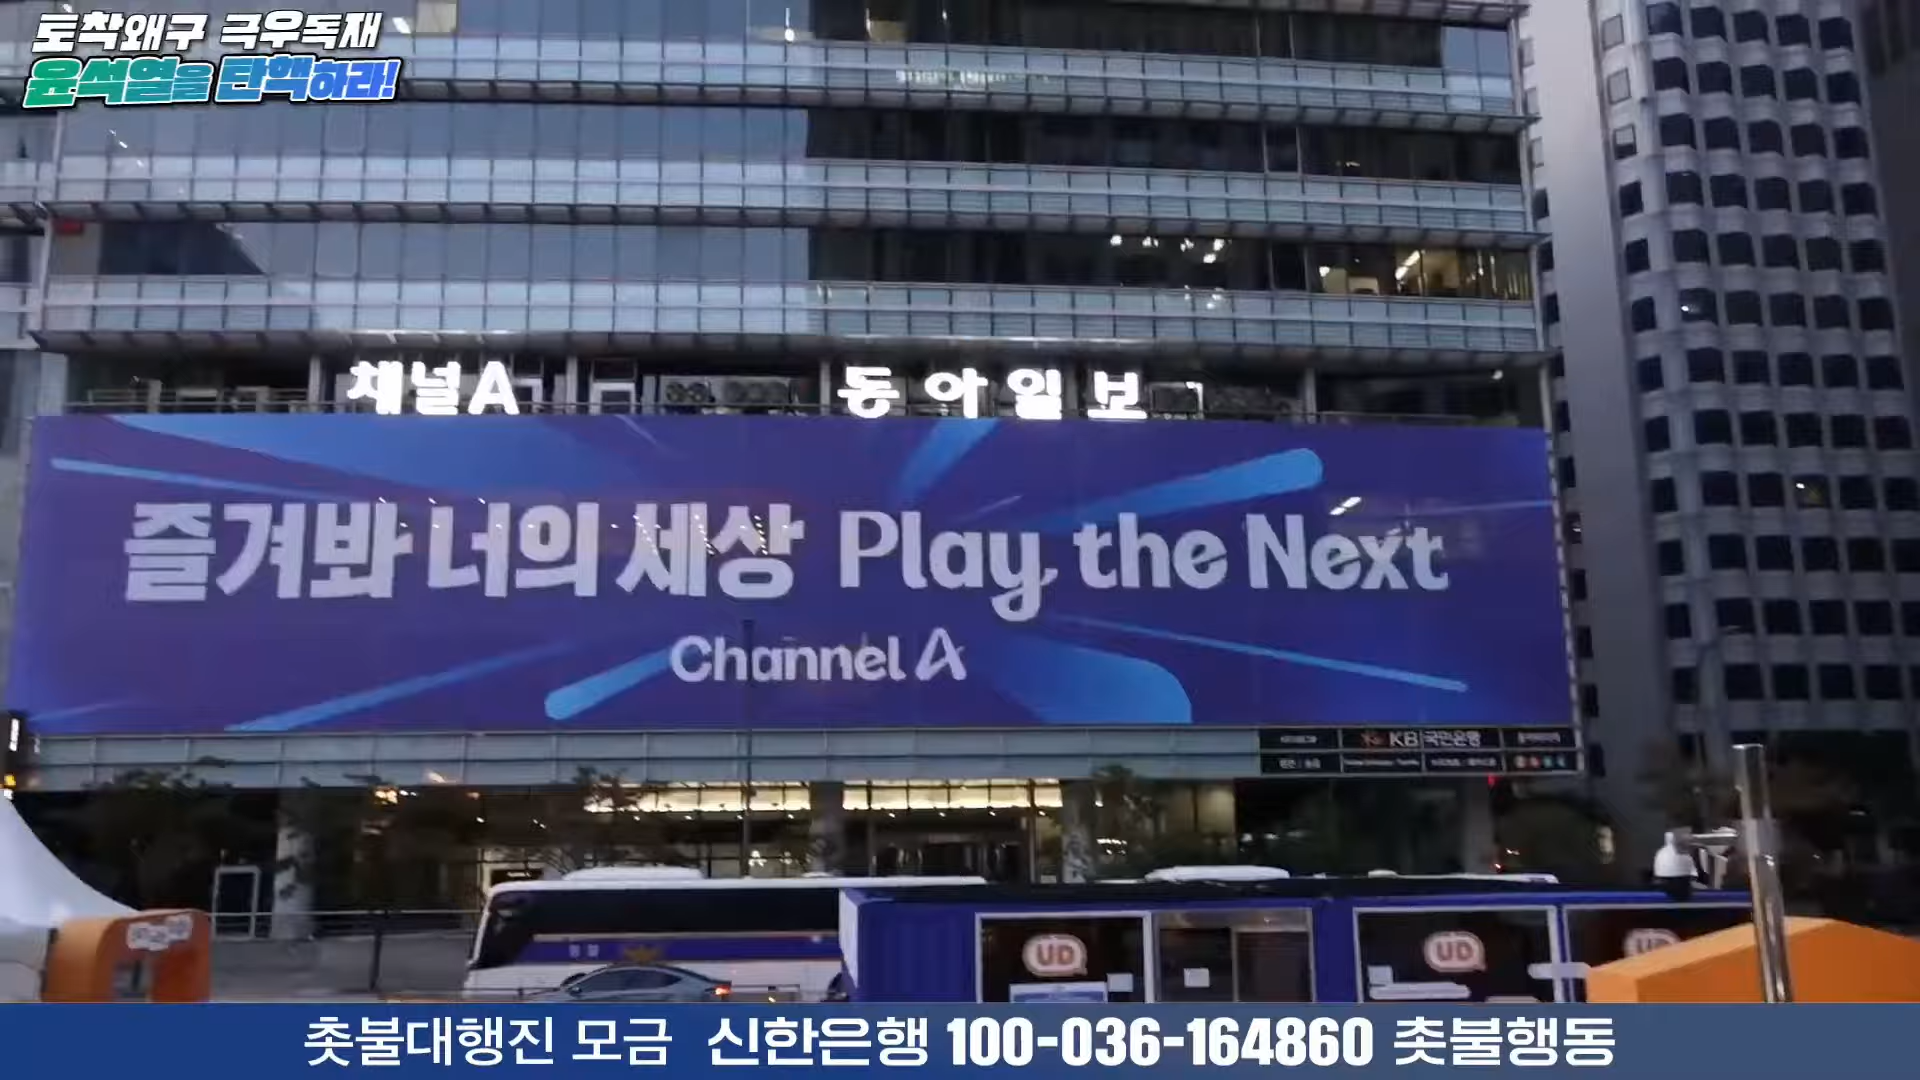 토착왜구 극우독재
윤석열을 탄핵하라!
채널A
동아일보
즐겨봐 너의 세상 Play the Next
Channel A
KB 국민은행
UD
UD
UD
촛불대행진 모금 신한은행 100-036-164860 촛불행동